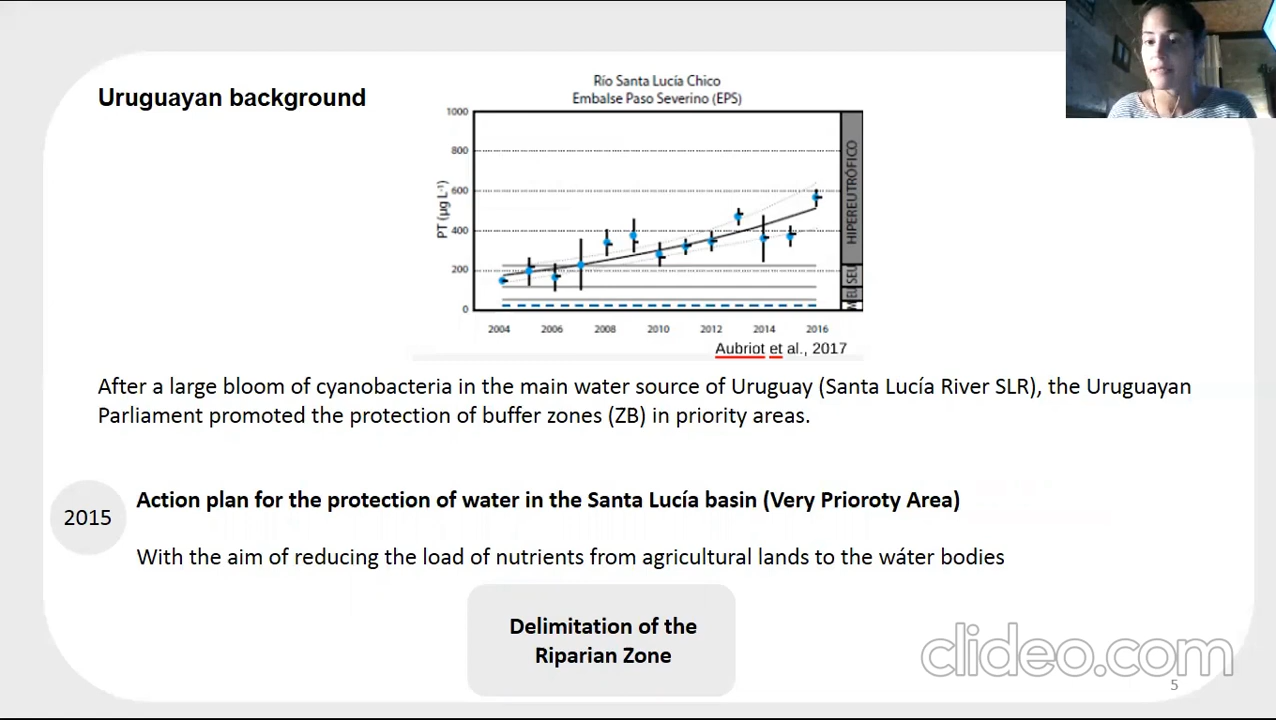 Uruguayan background
Río Santa Lucía Chico
Embalse Paso Severino (EPS)
1000
800
600
400
200
0
PT (µg L-1)
HIPEREUTRÓFICO
SEU
EU
M
2004 2006 2008 2010 2012 2014 2016
Aubriot et al., 2017
After a large bloom of cyanobacteria in the main water source of Uruguay (Santa Lucía River SLR), the Uruguayan
Parliament promoted the protection of buffer zones (ZB) in priority areas.
2015
Action plan for the protection of water in the Santa Lucía basin (Very Prioroty Area)
With the aim of reducing the load of nutrients from agricultural lands to the wáter bodies
Delimitation of the
Riparian Zone
clideo.com
5